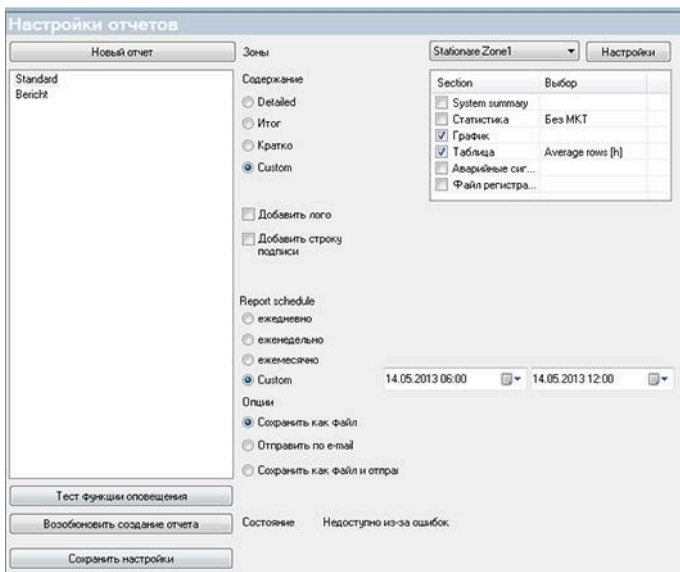 Настройки отчетов
Новый отчет
Standard
Bericht
Тест функции оповещения
Возобюновить создание отчета
Сохранить настройки
Зоны
Stationare Zone1
Настройки
Содержание
Detailed
Итог
Кратко
Custom
Section Выбор
System summary
Статистика Без МКТ
График
Таблица Average rows [h]
Аварийные сиг...
Файл регистра...
Добавить лого
Добавить строку
подписи
Report schedule
ежедневно
еженедельно
ежемесячно
Custom
14.05.2013 06:00
14.05.2013 12:00
Опции
Сохранить как файл
Отправить по e-mail
Сохранить как файл и отпра
Состояние Недоступно из-за ошибок